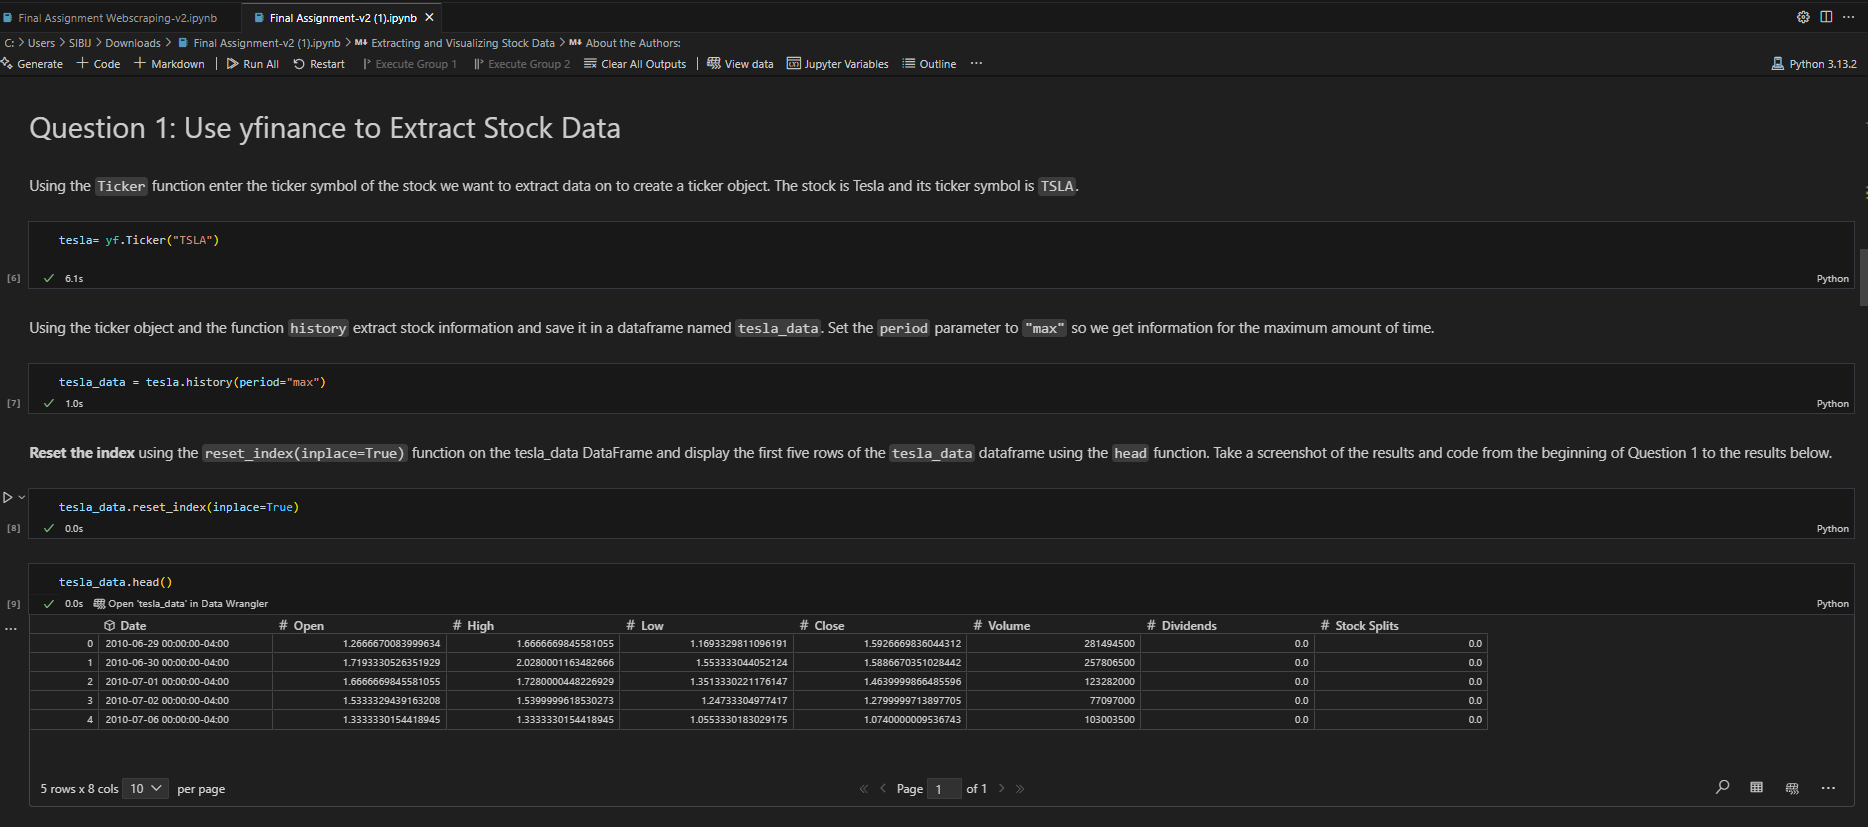 Final Assignment Webscraping-v2.ipynb
Final Assignment-v2 (1).ipynb
C: > Users > SIBIJ > Downloads > Final Assignment-v2 (1).ipynb > M↓ Extracting and Visualizing Stock Data > M↓ About the Authors:
Generate + Code + Markdown | Run All Restart Execute Group 1 Execute Group 2 Clear All Outputs | View data Jupyter Variables Outline ... Python 3.13.2
Question 1: Use yfinance to Extract Stock Data
Using the Ticker function enter the ticker symbol of the stock we want to extract data on to create a ticker object. The stock is Tesla and its ticker symbol is TSLA.
tesla= yf.Ticker("TSLA")
[6] 6.1s Python
Using the ticker object and the function history extract stock information and save it in a dataframe named tesla_data. Set the period parameter to "max" so we get information for the maximum amount of time.
tesla_data = tesla.history(period="max")
[7] 1.0s Python
Reset the index using the reset_index(inplace=True) function on the tesla_data DataFrame and display the first five rows of the tesla_data dataframe using the head function. Take a screenshot of the results and code from the beginning of Question 1 to the results below.
tesla_data.reset_index(inplace=True)
[8] 0.0s Python
tesla_data.head()
[9] 0.0s Open 'tesla_data' in Data Wrangler Python
Date # Open # High # Low # Close # Volume # Dividends # Stock Splits
0 2010-06-29 00:00:00-04:00 1.2666670083999634 1.6666669845581055 1.1693329811096191 1.5926669836044312 281494500 0.0 0.0
1 2010-06-30 00:00:00-04:00 1.7193330526351929 2.0280001163482666 1.553333044052124 1.5886670351028442 257806500 0.0 0.0
2 2010-07-01 00:00:00-04:00 1.6666669845581055 1.7280000448226929 1.3513330221176147 1.4639999866485596 123282000 0.0 0.0
3 2010-07-02 00:00:00-04:00 1.5333329439163208 1.5399999618530273 1.24733304977417 1.2799999713897705 77097000 0.0 0.0
4 2010-07-06 00:00:00-04:00 1.3333330154418945 1.3333330154418945 1.0553330183029175 1.0740000009536743 103003500 0.0 0.0
5 rows x 8 cols 10 per page « < Page 1 of 1 > »